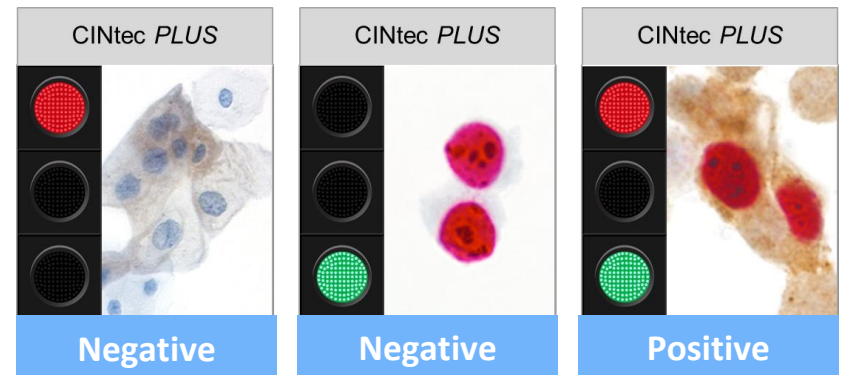 CINtec PLUS
Negative
CINtec PLUS
Negative
CINtec PLUS
Positive